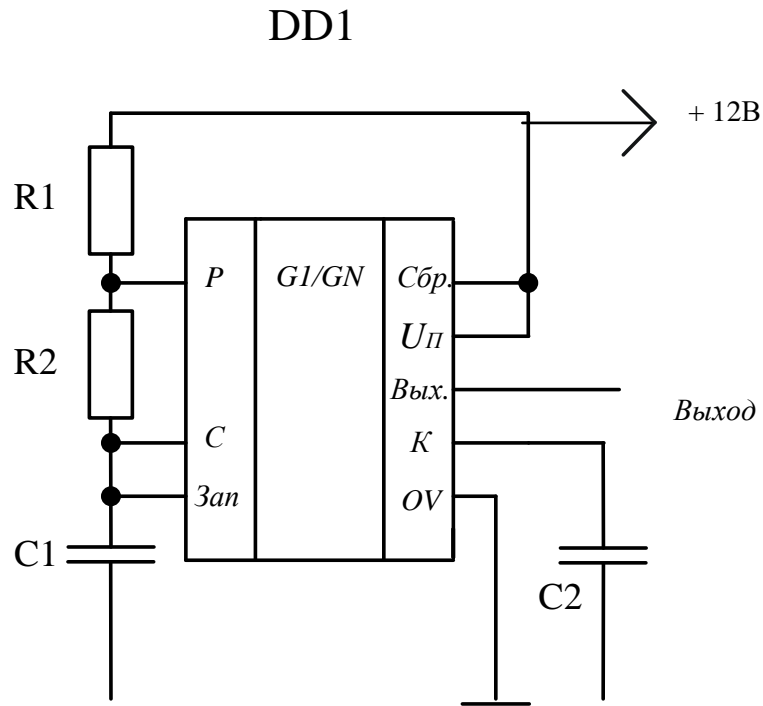 DD1
+ 12В
R1
P
G1/GN
Сбр.
UП
R2
Вых.
Выход
C
K
Зап
OV
C1
C2